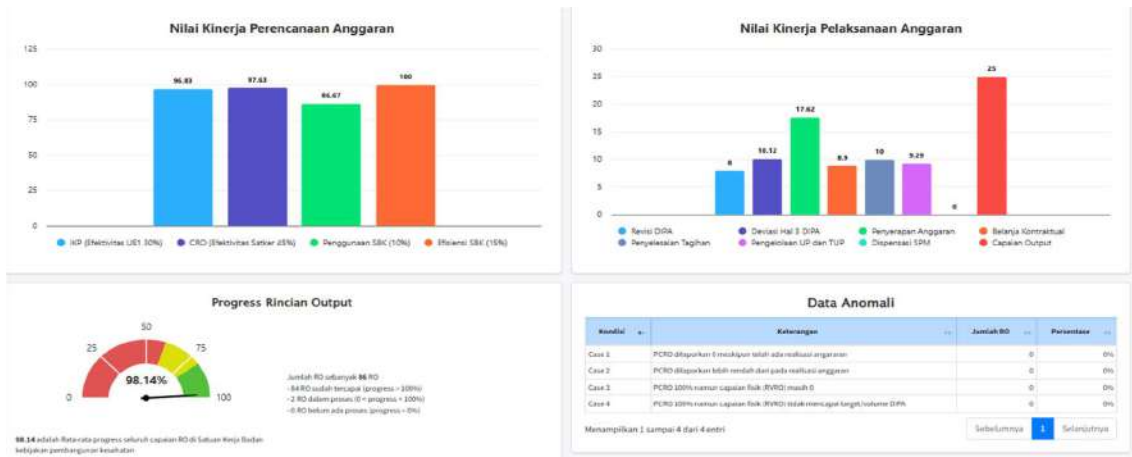 Nilai Kinerja Perencanaan Anggaran
125
100
75
50
25
0
96.83
97.63
86.67
100
IKP (Efektivitas UE1 30%)
CRO (Efektivitas Satker 45%)
Penggunaan SBK (10%)
Efisiensi SBK (15%)
Nilai Kinerja Pelaksanaan Anggaran
30
25
20
15
10
5
0
8
10.12
17.62
8.9
10
9.29
0
25
Revisi DIPA
Deviasi Hal 3 DIPA
Penyerapan Anggaran
Belanja Kontraktual
Penyelesaian Tagihan
Pengelolaan UP dan TUP
Dispensasi SPM
Capaian Output
Progress Rincian Output
0
25
50
75
100
98.14%
Jumlah RO sebanyak 86 RO
- 84 RO sudah tercapai (progress > 100%)
- 2 RO dalam proses (0 < progress < 100%)
- 0 RO belum ada proses (progress = 0%)
98.14 adalah Rata-rata progress seluruh capaian RO di Satuan Kerja Badan
kebijakan pembangunan kesehatan
Data Anomali
Kondisi Keterangan Jumlah RO Persentase
Case 1 PCRO dilaporkan 0 meskipun telah ada realisasi anggaran 0 0%
Case 2 PCRO dilaporkan lebih rendah dari pada realisasi anggaran 0 0%
Case 3 PCRO 100% namun capaian fisik (RVRO) masih 0 0 0%
Case 4 PCRO 100% namun capaian fisik (RVRO) tidak mencapai target/volume DIPA 0 0%
Menampilkan 1 sampai 4 dari 4 entri
Sebelumnya 1 Selanjutnya